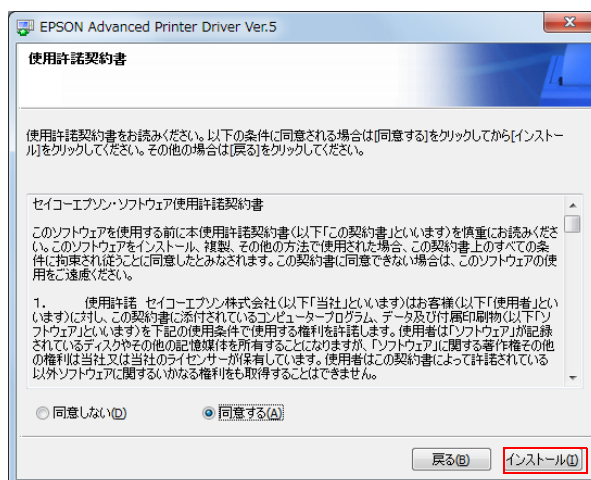 EPSON Advanced Printer Driver Ver.5
使用許諾契約書
使用許諾契約書をお読みください。以下の条件に同意される場合は[同意する]をクリックしてから[インストー
ル]をクリックしてください。その他の場合は[戻る]をクリックしてください。
セイコーエプソン・ソフトウェア使用許諾契約書
このソフトウェアを使用する前に本使用許諾契約書(以下「この契約書」といいます)を慎重にお読みくださ
い。このソフトウェアをインストール、複製、その他の方法で使用された場合、この契約書上のすべての条
件に拘束され従うことに同意したとみなされます。この契約書に同意できない場合は、このソフトウェアの使
用をご遠慮ください。
1. 使用許諾 セイコーエプソン株式会社(以下「当社」といいます)はお客様(以下「使用者」とい
います)に対し、この契約書に添付されているコンピュータープログラム、データ及び付属印刷物(以下「ソ
フトウェア」といいます)を下記の使用条件で使用する権利を許諾します。使用者は「ソフトウェア」が記録
されているディスクやその他の記憶媒体を所有することになりますが、「ソフトウェア」に関する著作権その他
の権利は当社又は当社のライセンサーが保有しています。使用者はこの契約書によって許諾されている
以外ソフトウェアに関するいかなる権利をも取得することはできません。
同意しない(D) 同意する(A)
戻る(B) インストール(I)